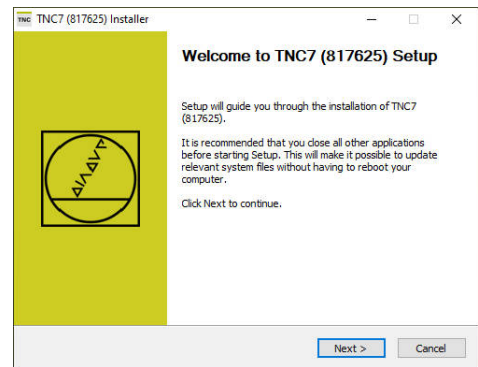 TNC TNC7 (817625) Installer
Welcome to TNC7 (817625) Setup
Setup will guide you through the installation of TNC7
(817625).
It is recommended that you close all other applications
before starting Setup. This will make it possible to update
relevant system files without having to reboot your
computer.
Click Next to continue.
Next > Cancel